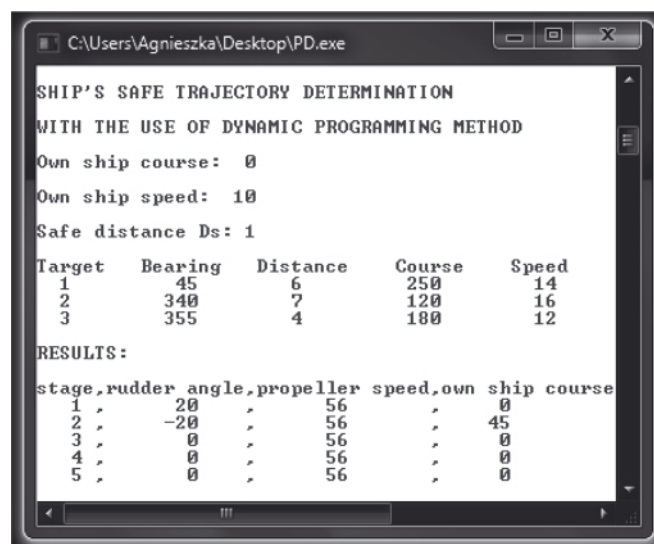 C:\Users\Agnieszka\Desktop\PD.exe
SHIP'S SAFE TRAJECTORY DETERMINATION
WITH THE USE OF DYNAMIC PROGRAMMING METHOD
Own ship course: 0
Own ship speed: 10
Safe distance Ds: 1
Target Bearing Distance Course Speed
1 45 6 250 14
2 340 7 120 16
3 355 4 180 12
RESULTS:
stage,rudder angle,propeller speed,own ship course
1 , 20 , 56 , 0
2 , -20 , 56 , 45
3 , 0 , 56 , 0
4 , 0 , 56 , 0
5 , 0 , 56 , 0